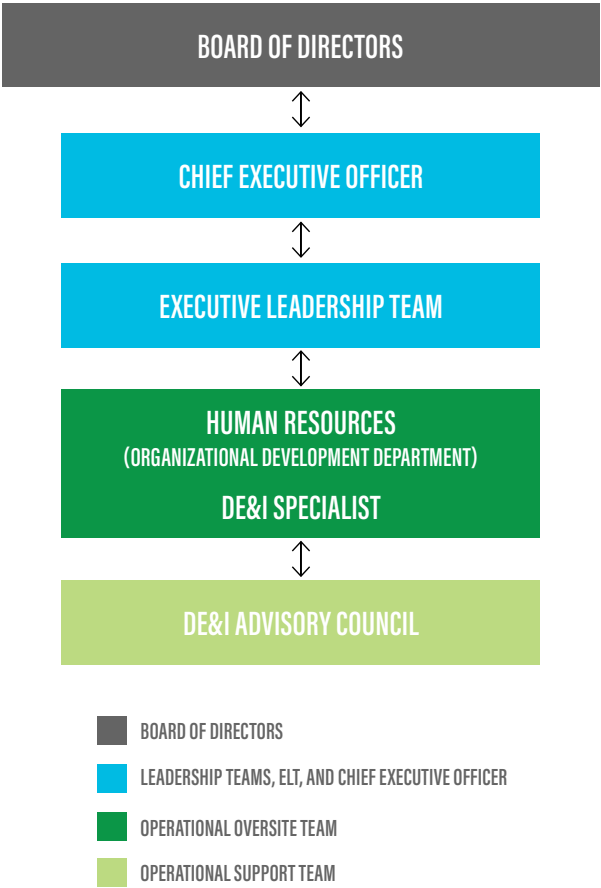 BOARD OF DIRECTORS
CHIEF EXECUTIVE OFFICER
EXECUTIVE LEADERSHIP TEAM
HUMAN RESOURCES
(ORGANIZATIONAL DEVELOPMENT DEPARTMENT)
DE&I SPECIALIST
DE&I ADVISORY COUNCIL
BOARD OF DIRECTORS
LEADERSHIP TEAMS, ELT, AND CHIEF EXECUTIVE OFFICER
OPERATIONAL OVERSITE TEAM
OPERATIONAL SUPPORT TEAM